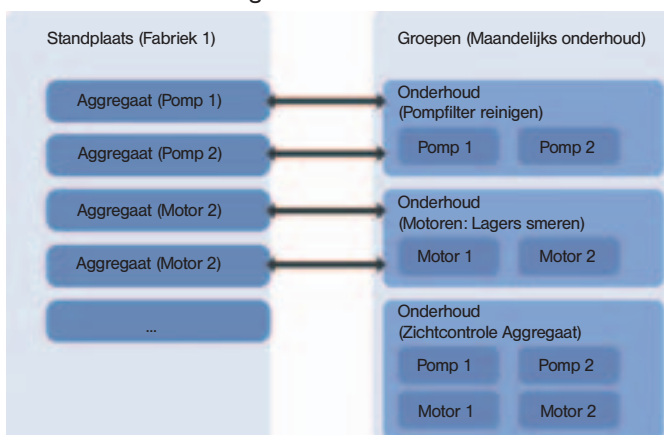 Standplaats (Fabriek 1)
Aggregaat (Pomp 1)
Aggregaat (Pomp 2)
Aggregaat (Motor 2)
Aggregaat (Motor 2)
...
Groepen (Maandelijks onderhoud)
Onderhoud
(Pompfilter reinigen)
Pomp 1 Pomp 2
Onderhoud
(Motoren: Lagers smeren)
Motor 1 Motor 2
Onderhoud
(Zichtcontrole Aggregaat)
Pomp 1 Pomp 2
Motor 1 Motor 2